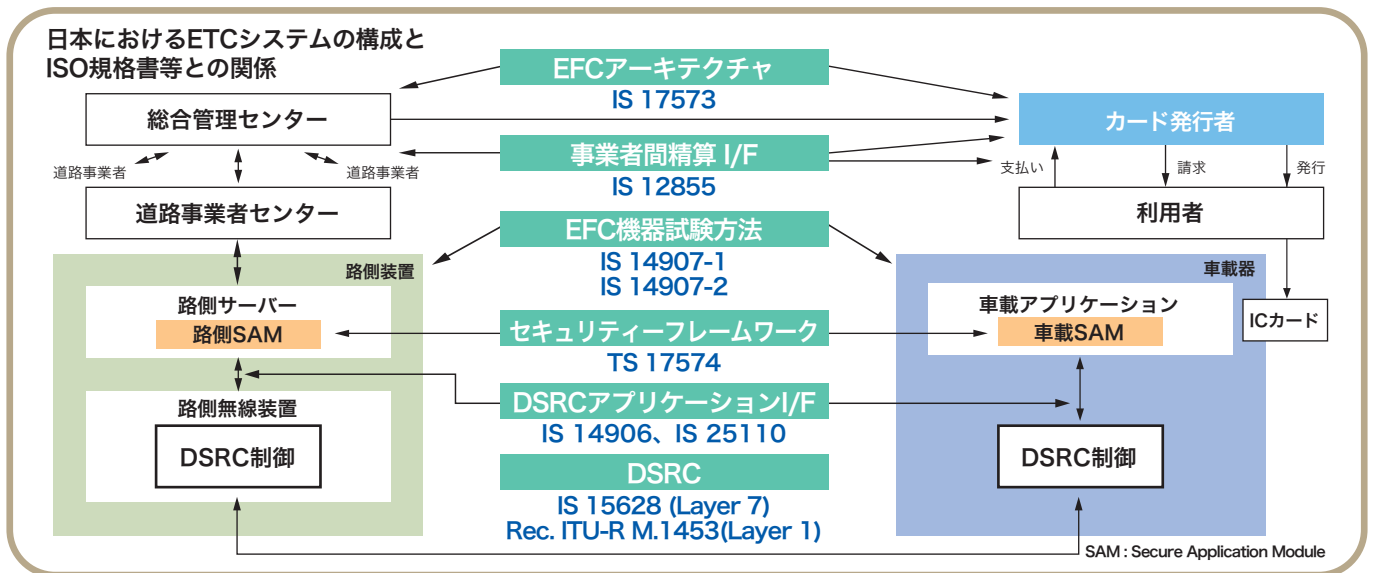 日本におけるETCシステムの構成と
ISO規格書等との関係
EFCアーキテクチャ
IS 17573
総合管理センター
カード発行者
事業者間精算 I/F
IS 12855
道路事業者
道路事業者
支払い
請求
発行
道路事業者センター
利用者
EFC機器試験方法
IS 14907-1
IS 14907-2
路側装置
車載器
路側サーバー
路側SAM
車載アプリケーション
車載SAM
ICカード
セキュリティーフレームワーク
TS 17574
路側無線装置
DSRC制御
DSRCアプリケーションI/F
IS 14906、IS 25110
DSRC制御
DSRC
IS 15628 (Layer 7)
Rec. ITU-R M.1453(Layer 1)
SAM : Secure Application Module